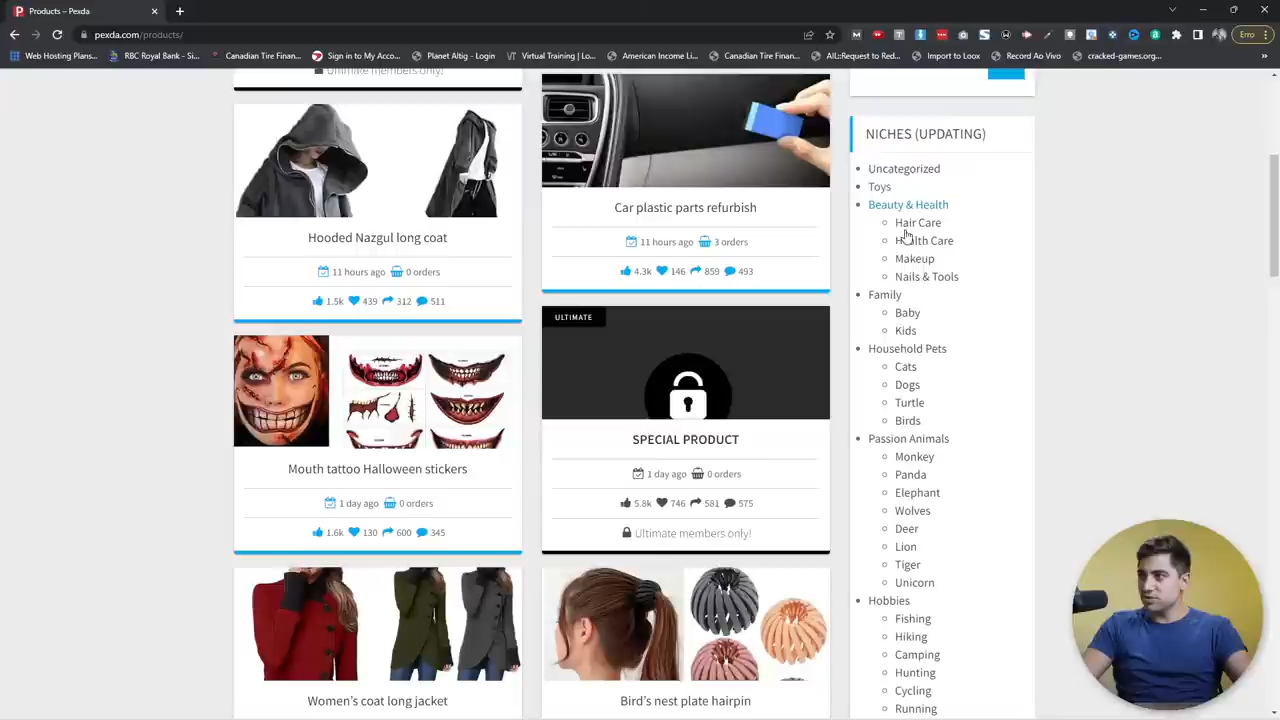 Products – Pexda
pexda.com/products/
Error
Web Hosting Plans...
RBC Royal Bank - Si...
Canadian Tire Finan...
Sign in to My Acco...
Planet Altig - Login
Virtual Training | Lo...
American Income Li...
Canadian Tire Finan...
AIL:Request to Red...
Import to Loox
Record Ao Vivo
cracked-games.org...
»
Ultimate members only!
Hooded Nazgul long coat
11 hours ago 0 orders
1.5k 439 312 511
Mouth tattoo Halloween stickers
1 day ago 0 orders
1.6k 130 600 345
Women's coat long jacket
Car plastic parts refurbish
11 hours ago 3 orders
4.3k 146 859 493
ULTIMATE
SPECIAL PRODUCT
1 day ago 0 orders
5.8k 746 581 575
Ultimate members only!
Bird's nest plate hairpin
NICHES (UPDATING)
Uncategorized
Toys
Beauty & Health
Hair Care
Health Care
Makeup
Nails & Tools
Family
Baby
Kids
Household Pets
Cats
Dogs
Turtle
Birds
Passion Animals
Monkey
Panda
Elephant
Wolves
Deer
Lion
Tiger
Unicorn
Hobbies
Fishing
Hiking
Camping
Hunting
Cycling
Running